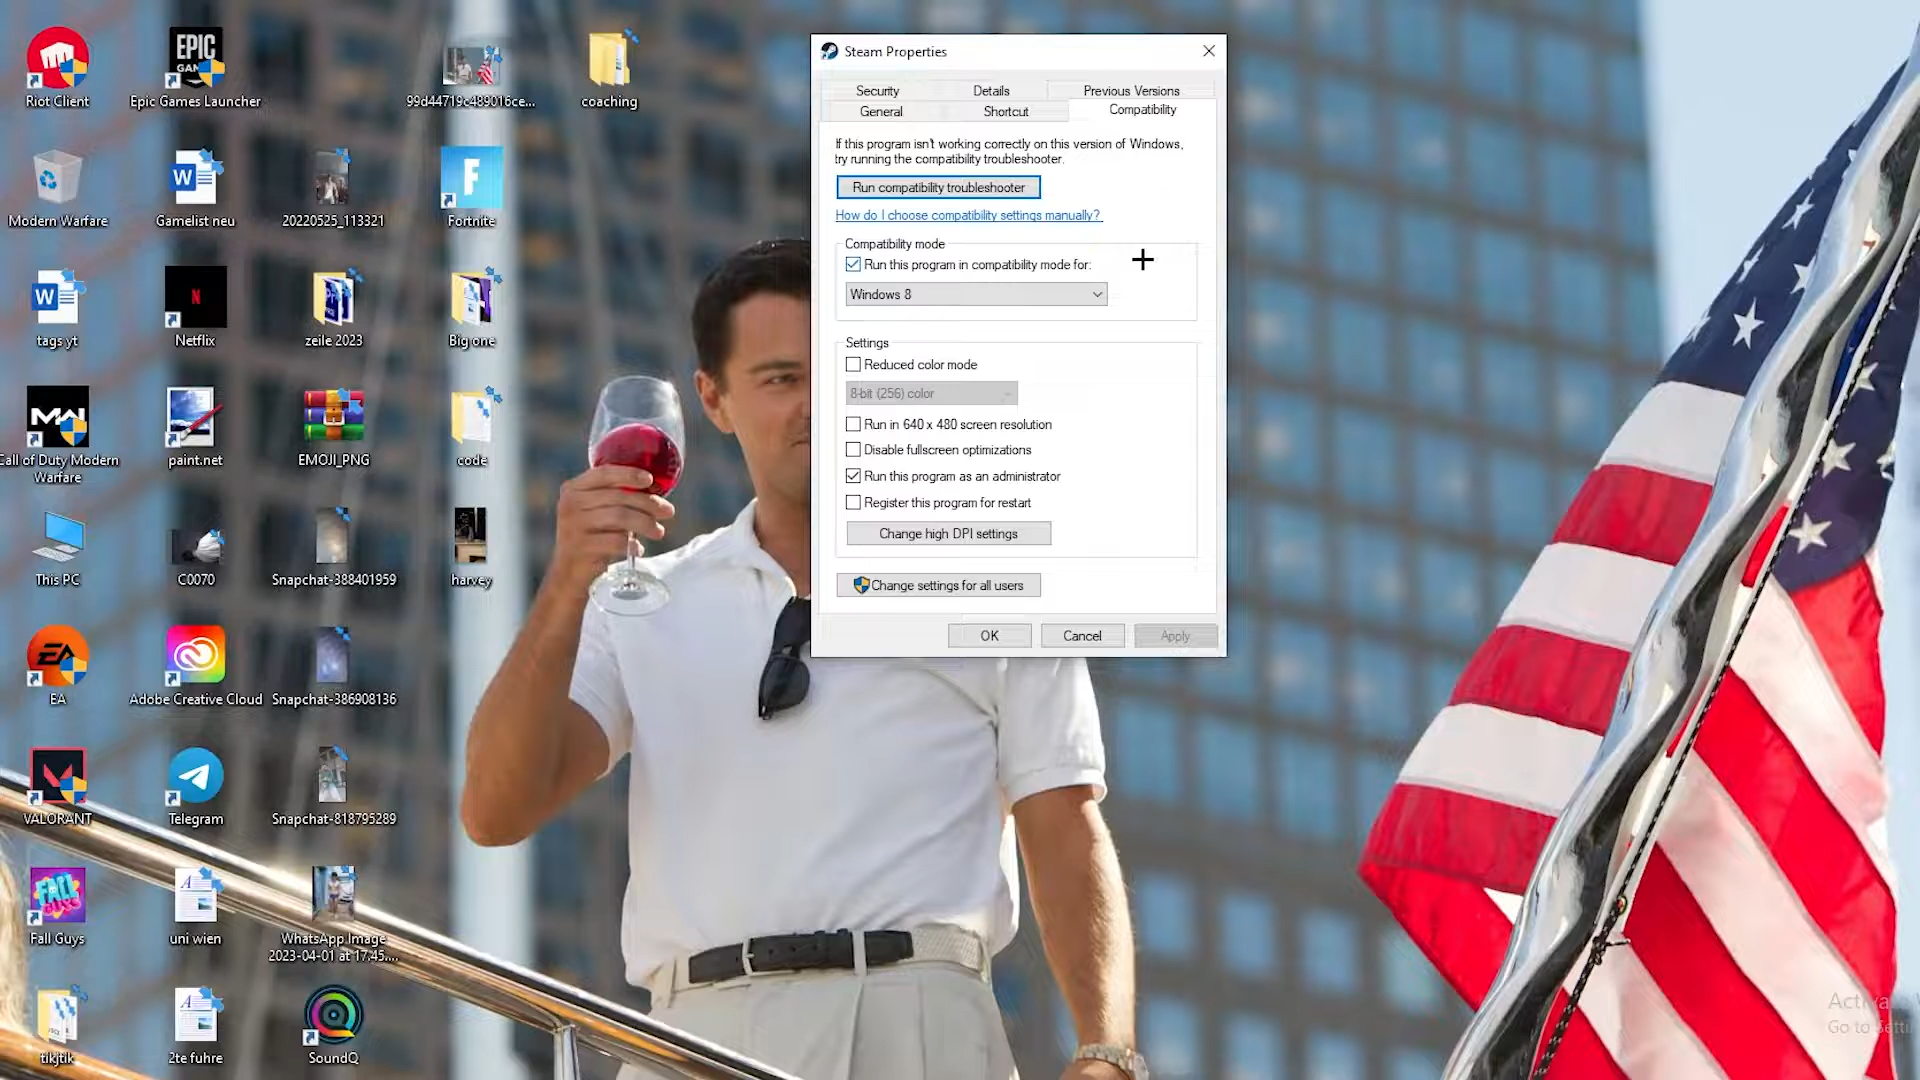 Riot Client
EPIC
GAM
Epic Games Launcher
99d44719c489016ce...
coaching
Modern Warfare
Gamelist neu
20220525_113321
Fortnite
tags yt
Netflix
zeile 2023
Big one
Call of Duty Modern
Warfare
paint.net
EMOJI_PNG
code
This PC
C0070
Snapchat-388401959
harvey
EA
Adobe Creative Cloud
Snapchat-386908136
VALORANT
Telegram
Snapchat-818795289
Fall Guys
uni wien
WhatsApp Image
2023-04-01 at 17.45....
tikjtik
2te fuhre
SoundQ
Steam Properties
Security
Details
Previous Versions
General
Shortcut
Compatibility
If this program isn't working correctly on this version of Windows,
try running the compatibility troubleshooter.
Run compatibility troubleshooter
How do I choose compatibility settings manually?
Compatibility mode
Run this program in compatibility mode for:
Windows 8
Settings
Reduced color mode
8-bit (256) color
Run in 640 x 480 screen resolution
Disable fullscreen optimizations
Run this program as an administrator
Register this program for restart
Change high DPI settings
Change settings for all users
OK
Cancel
Apply
Go to